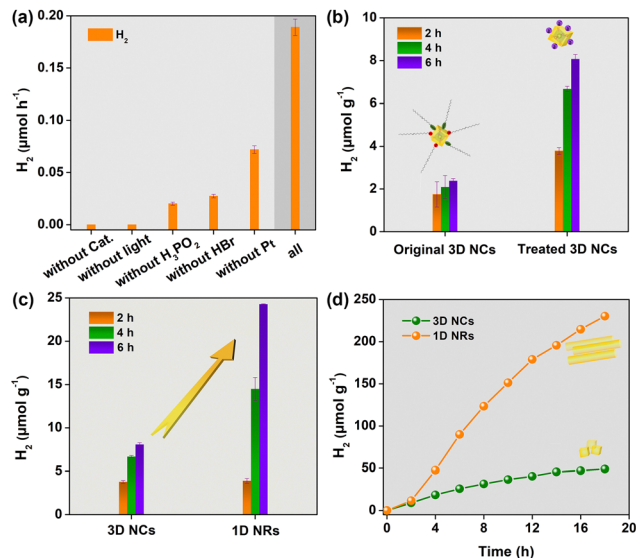 (a)
H₂
H₂ (μmol h⁻¹)
0.20
0.15
0.10
0.05
0.00
without Cat.
without light
without H₃PO₂
without HBr
without Pt
all
(b)
2 h
4 h
6 h
H₂ (μmol g⁻¹)
10
8
6
4
2
0
Original 3D NCs
Treated 3D NCs
(c)
2 h
4 h
6 h
H₂ (μmol g⁻¹)
25
20
15
10
5
0
3D NCs
1D NRs
(d)
3D NCs
1D NRs
H₂ (μmol g⁻¹)
250
200
150
100
50
0
0 4 8 12 16 20
Time (h)